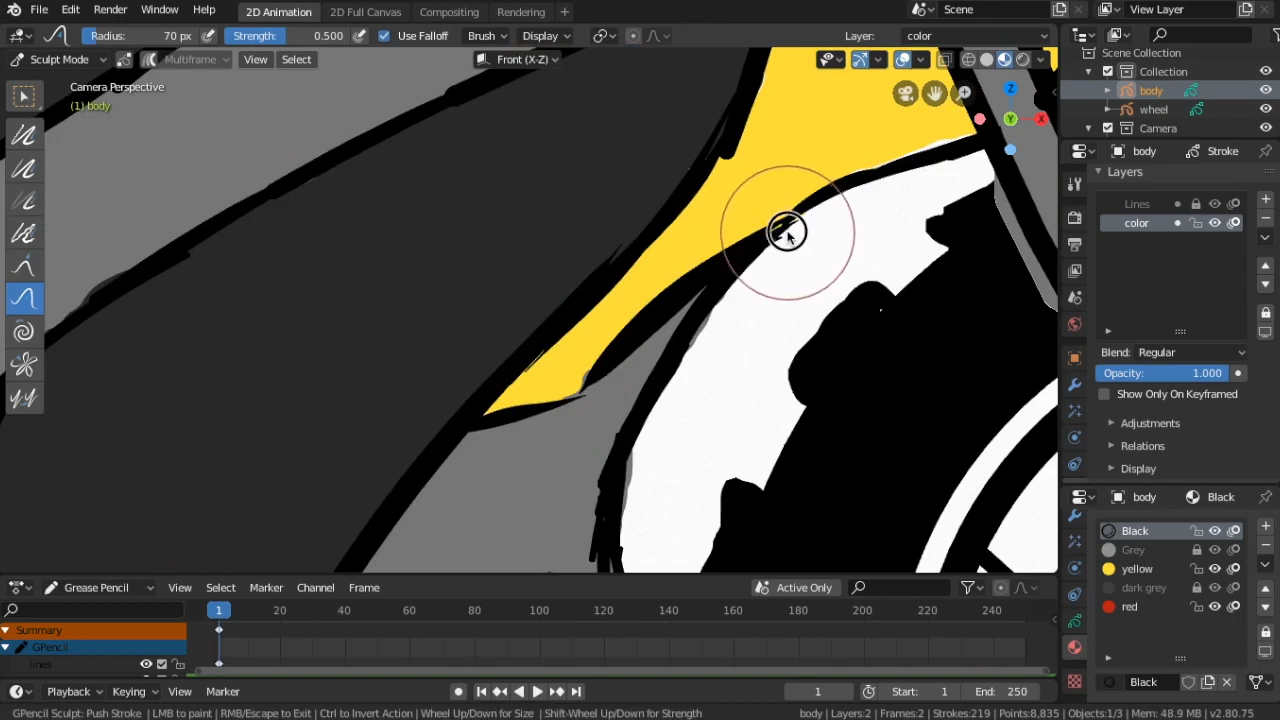 File Edit Render Window Help 2D Animation 2D Full Canvas Compositing Rendering + Scene View Layer
Radius: 70 px Strength: 0.500 Use Falloff Brush Display Layer: color
Sculpt Mode Multiframe View Select Front (X-Z)
Camera Perspective
(1) body
Z
Y
X
Scene Collection
Collection
body
wheel
Camera
body Stroke
Layers
Lines
color
Blend: Regular
Opacity: 1.000
Show Only On Keyframed
Adjustments
Relations
Display
body Black
Black
Grey
yellow
dark grey
red
Black
Grease Pencil View Select Marker Channel Frame Active Only
1 20 40 60 80 100 120 140 160 180 200 220 240
Summary
GPencil
lines
Playback Keying View Marker 1 Start: 1 End: 250
GPencil Sculpt: Push Stroke | LMB to paint | RMB/Escape to Exit | Ctrl to Invert Action | Wheel Up/Down for Size | Shift-Wheel Up/Down for Strength body | Layers:2 | Frames:2 | Strokes:219 | Points:8,835 | Objects:1/3 | Mem: 48.9 MB | v2.80.75